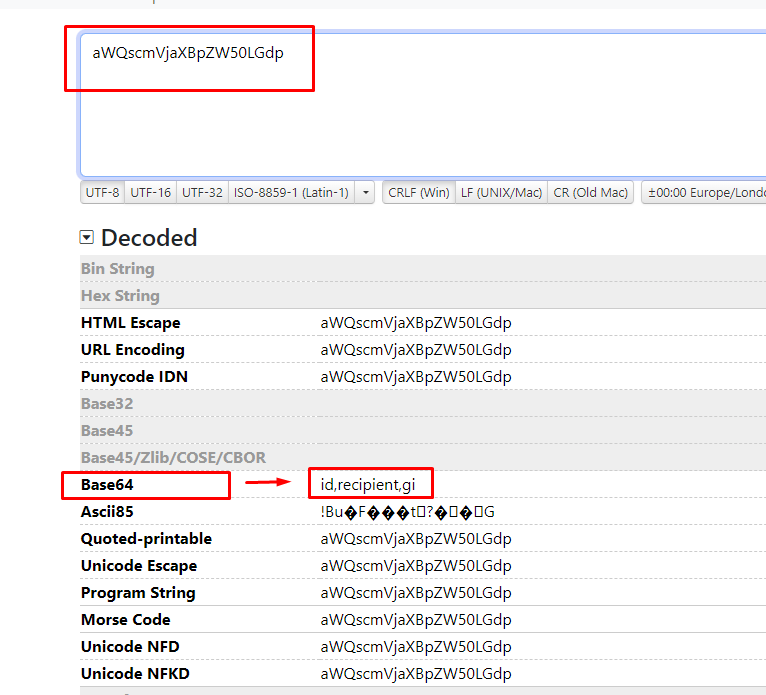 aWQscmVjaXBpZW50LGdp
UTF-8 UTF-16 UTF-32 ISO-8859-1 (Latin-1) CRLF (Win) LF (UNIX/Mac) CR (Old Mac) ±00:00 Europe/Londo
Decoded
Bin String
Hex String
HTML Escape aWQscmVjaXBpZW50LGdp
URL Encoding aWQscmVjaXBpZW50LGdp
Punycode IDN aWQscmVjaXBpZW50LGdp
Base32
Base45
Base45/Zlib/COSE/CBOR
Base64 id,recipient,gi
Ascii85 !Bu�F���t▯?�▯�▯G
Quoted-printable aWQscmVjaXBpZW50LGdp
Unicode Escape aWQscmVjaXBpZW50LGdp
Program String aWQscmVjaXBpZW50LGdp
Morse Code aWQscmVjaXBpZW50LGdp
Unicode NFD aWQscmVjaXBpZW50LGdp
Unicode NFKD aWQscmVjaXBpZW50LGdp